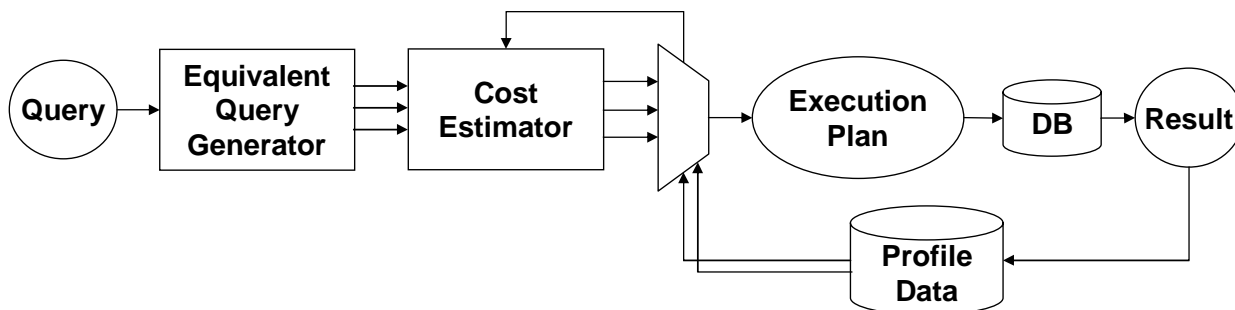 Query
Equivalent
Query
Generator
Cost
Estimator
Execution
Plan
DB
Result
Profile
Data